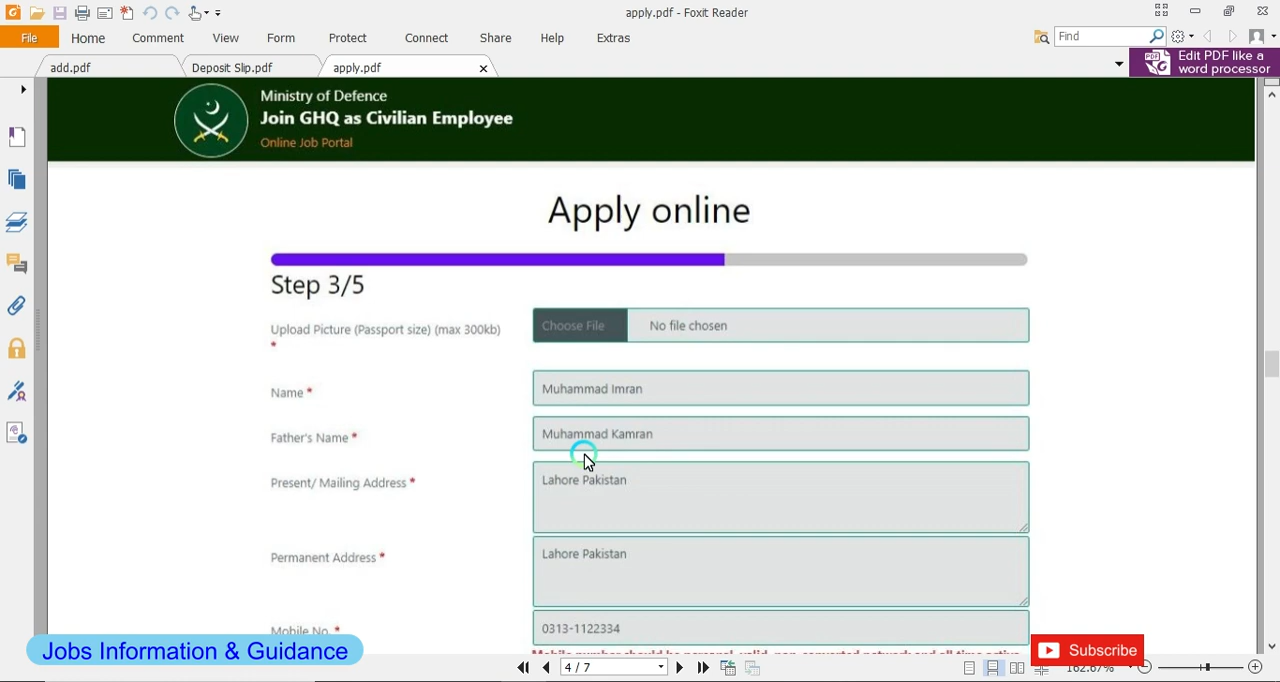 apply.pdf - Foxit Reader
File Home Comment View Form Protect Connect Share Help Extras
Find
add.pdf
Deposit Slip.pdf
apply.pdf
Edit PDF like a
word processor
Ministry of Defence
Join GHQ as Civilian Employee
Online Job Portal
Apply online
Step 3/5
Upload Picture (Passport size) (max 300kb)
*
Choose File No file chosen
Name * Muhammad Imran
Father's Name * Muhammad Kamran
Present/ Mailing Address * Lahore Pakistan
Permanent Address * Lahore Pakistan
Mobile No. * 0313-1122334
Jobs Information & Guidance
Subscribe
4 / 7
162.67%